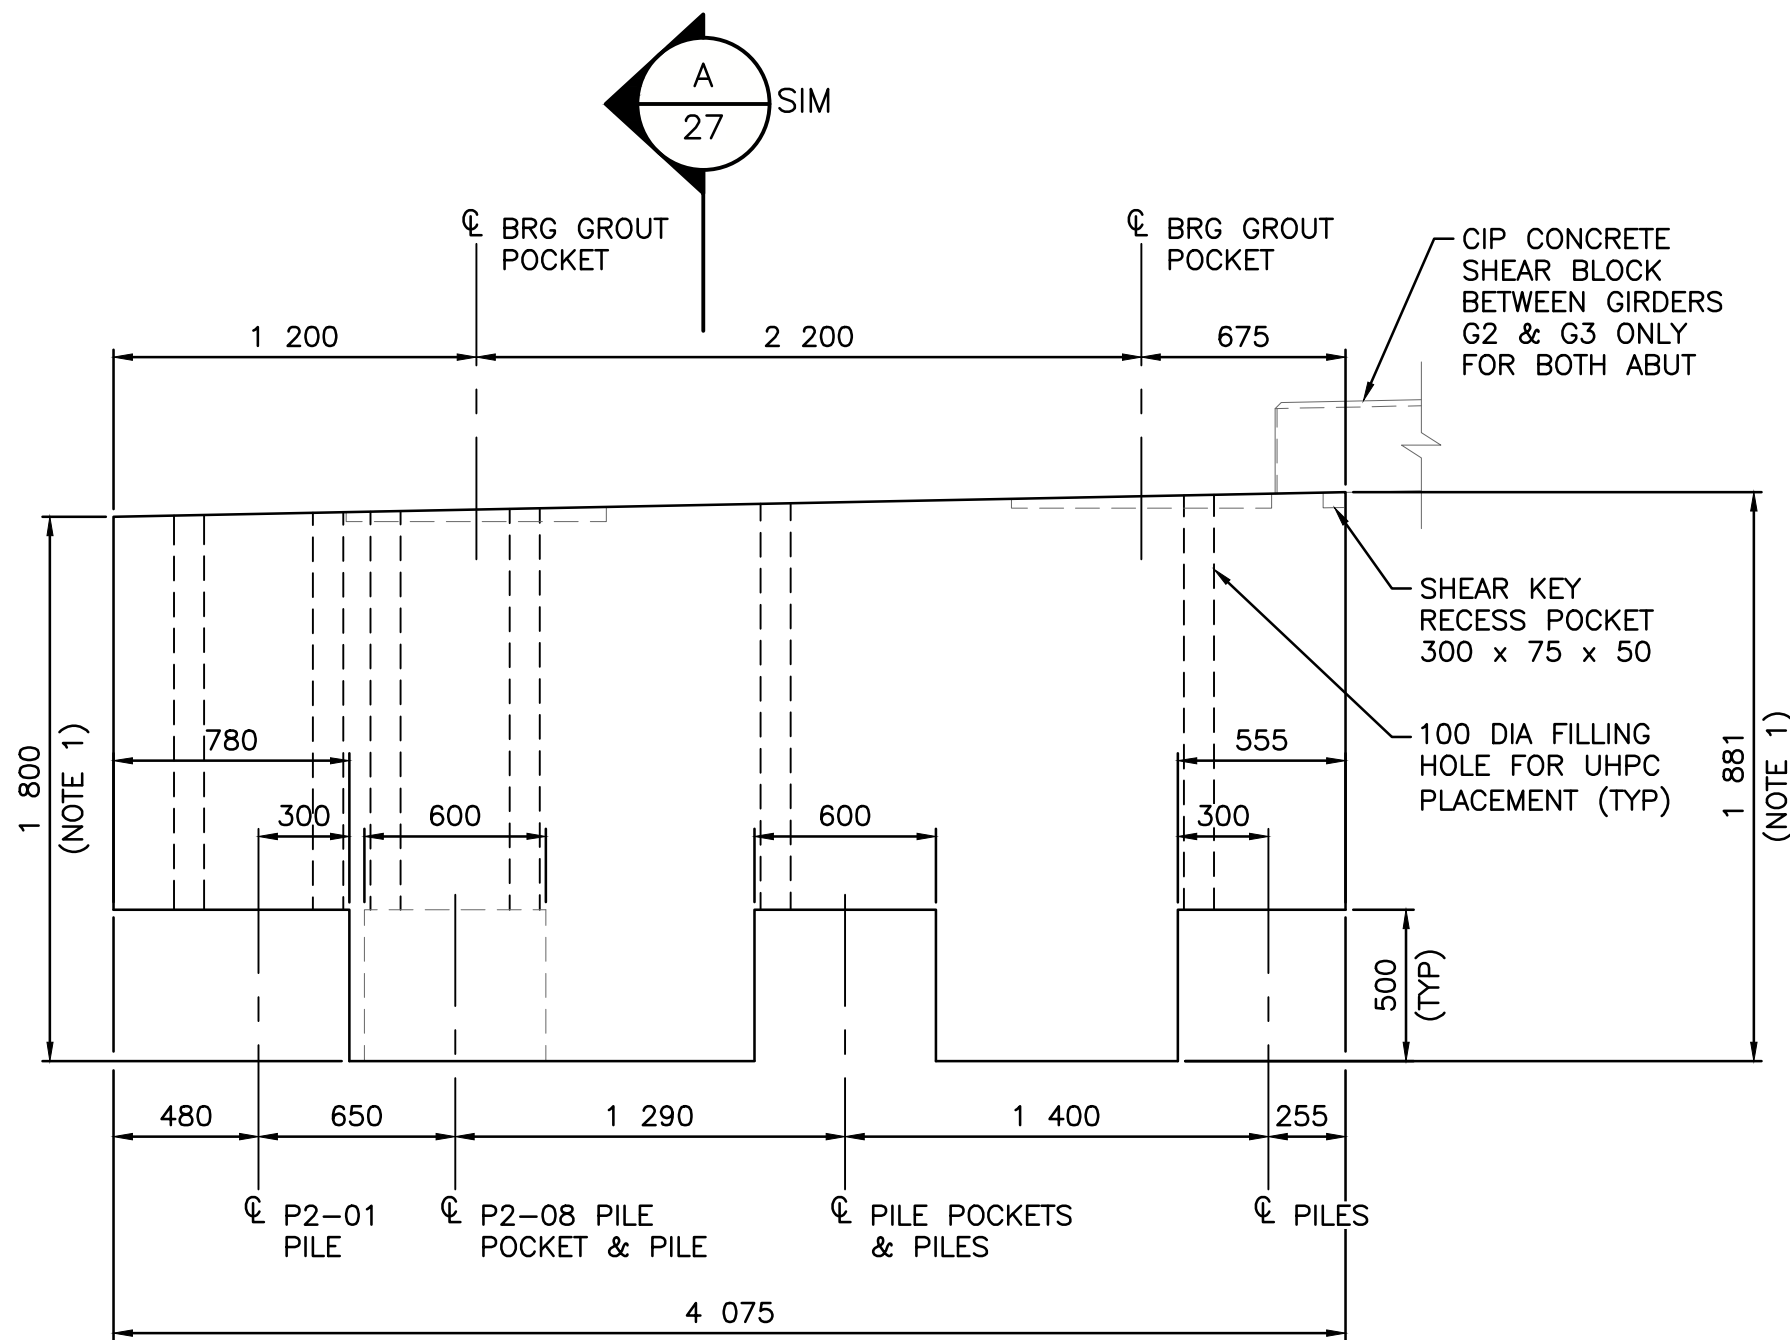 A
27
SIM
℄ BRG GROUT
POCKET
℄ BRG GROUT
POCKET
CIP CONCRETE
SHEAR BLOCK
BETWEEN GIRDERS
G2 & G3 ONLY
FOR BOTH ABUT
1 200
2 200
675
SHEAR KEY
RECESS POCKET
300 x 75 x 50
100 DIA FILLING
HOLE FOR UHPC
PLACEMENT (TYP)
1 800
(NOTE 1)
780
555
1 881
(NOTE 1)
300
600
600
300
500
(TYP)
480
650
1 290
1 400
255
℄ P2-01
PILE
℄ P2-08 PILE
POCKET & PILE
℄ PILE POCKETS
& PILES
℄ PILES
4 075